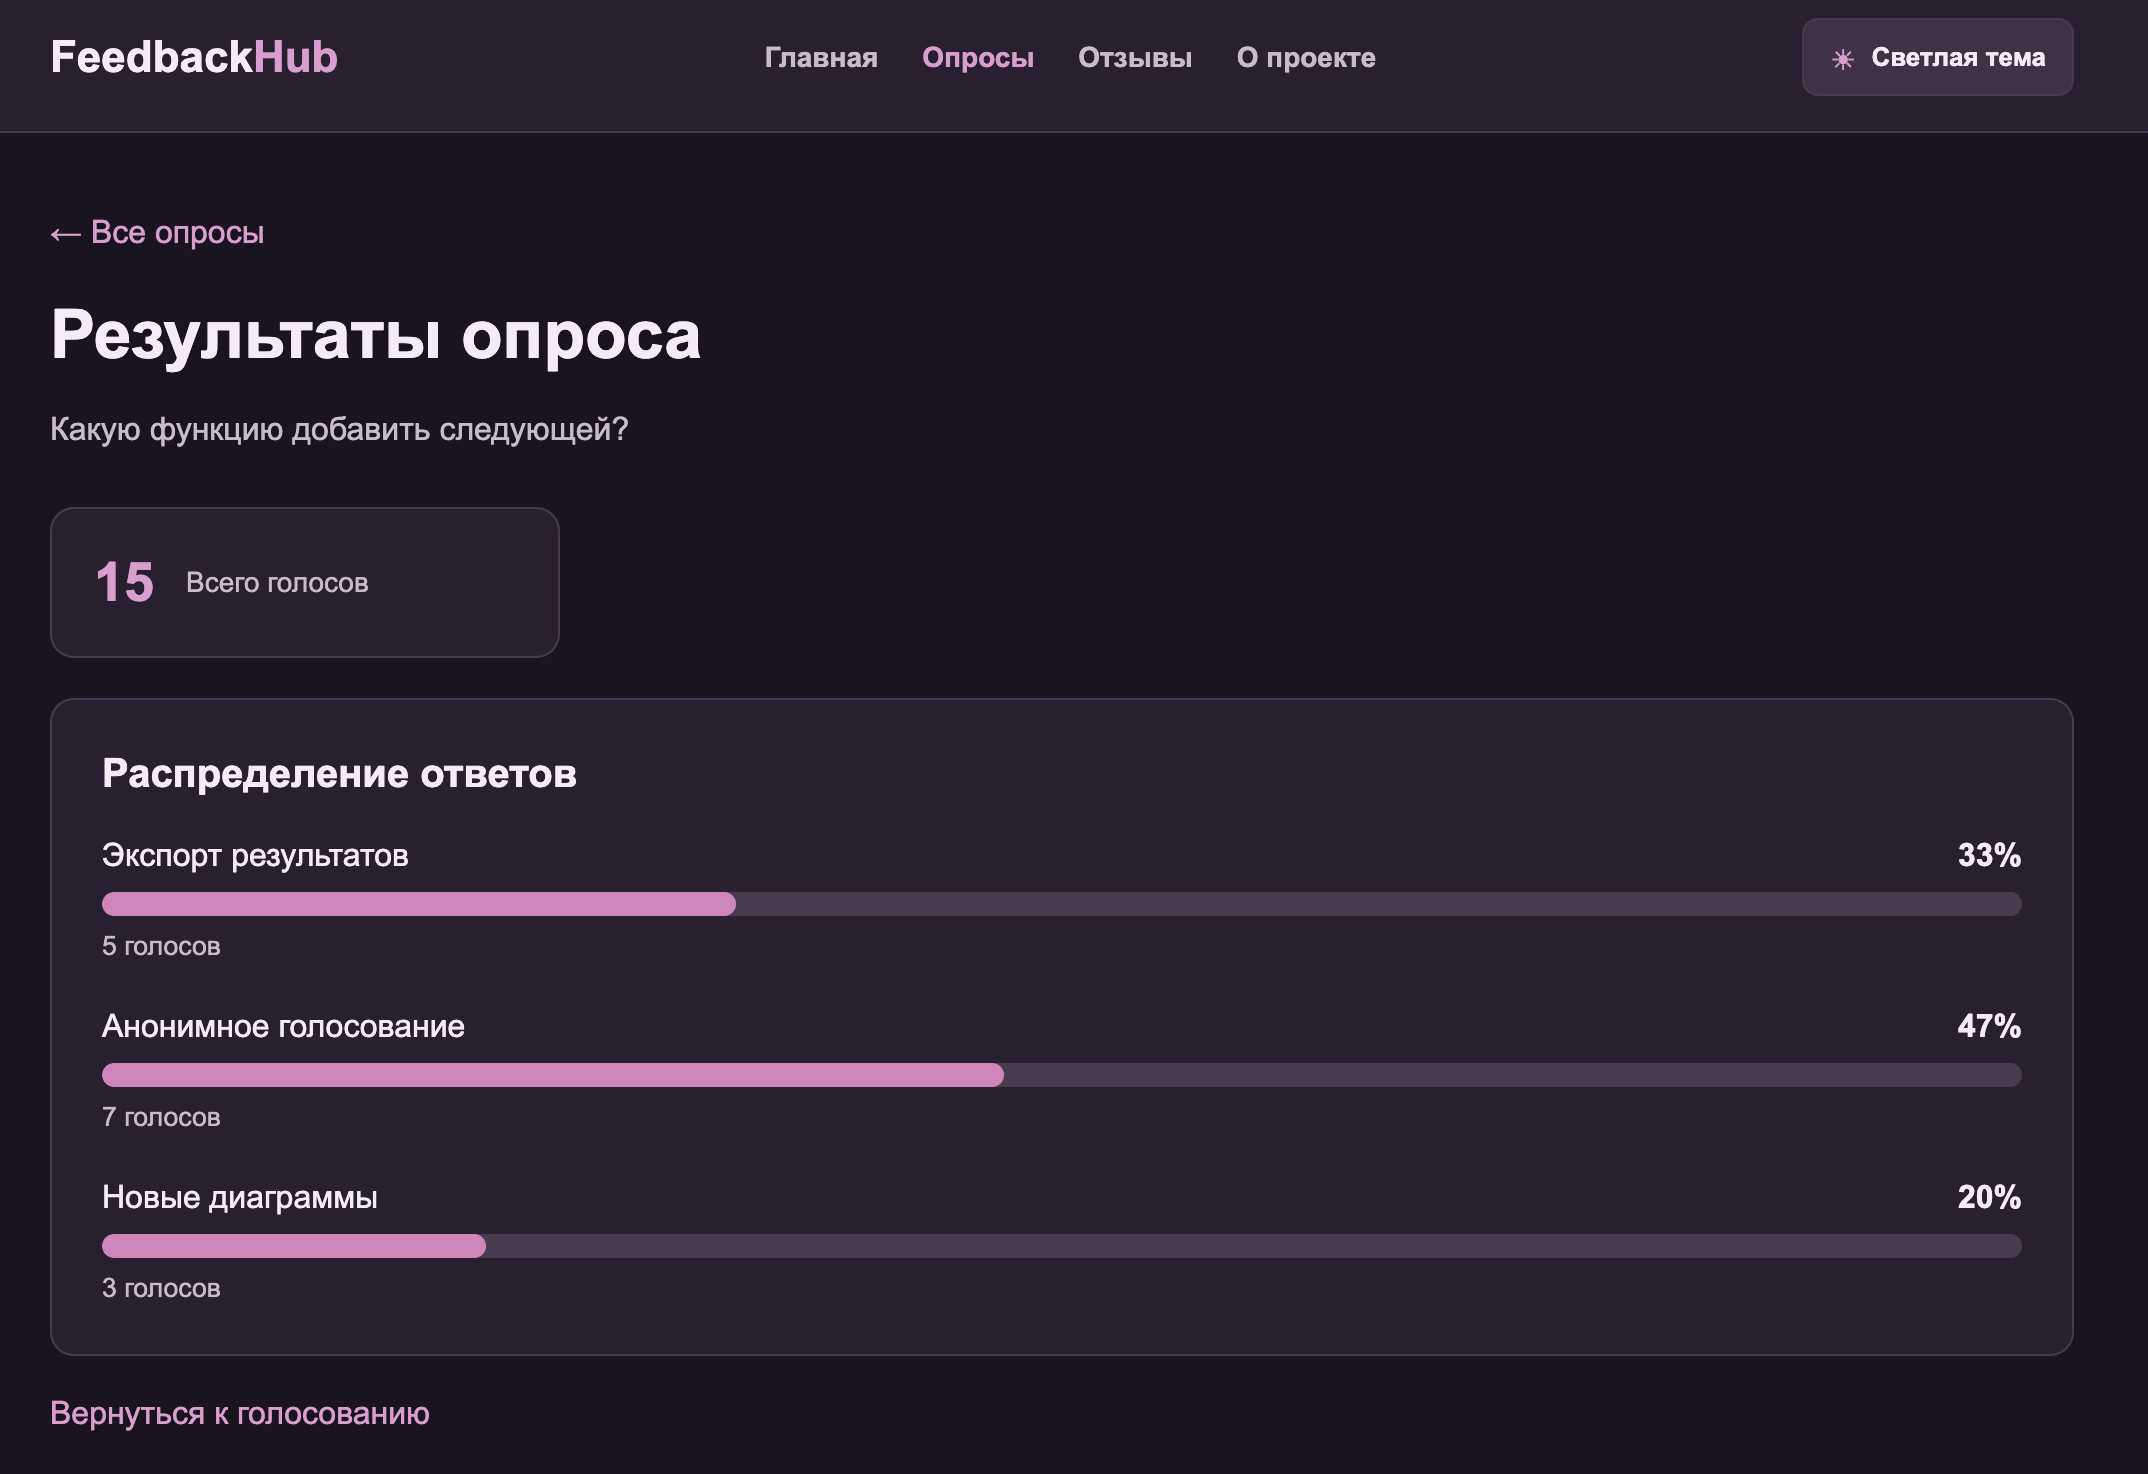 FeedbackHub
Главная
Опросы
Отзывы
О проекте
☀ Светлая тема
← Все опросы
Результаты опроса
Какую функцию добавить следующей?
15 Всего голосов
Распределение ответов
Экспорт результатов 33%
5 голосов
Анонимное голосование 47%
7 голосов
Новые диаграммы 20%
3 голосов
Вернуться к голосованию